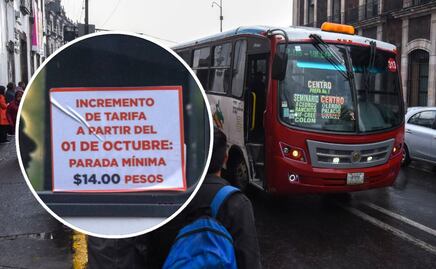 INCREMENTO
DE TARIFA
A PARTIR DEL
01 DE OCTUBRE:
PARADA MÍNIMA
$14.00 PESOS
CENTRO
CENTRO
SEMINARIO
COLON